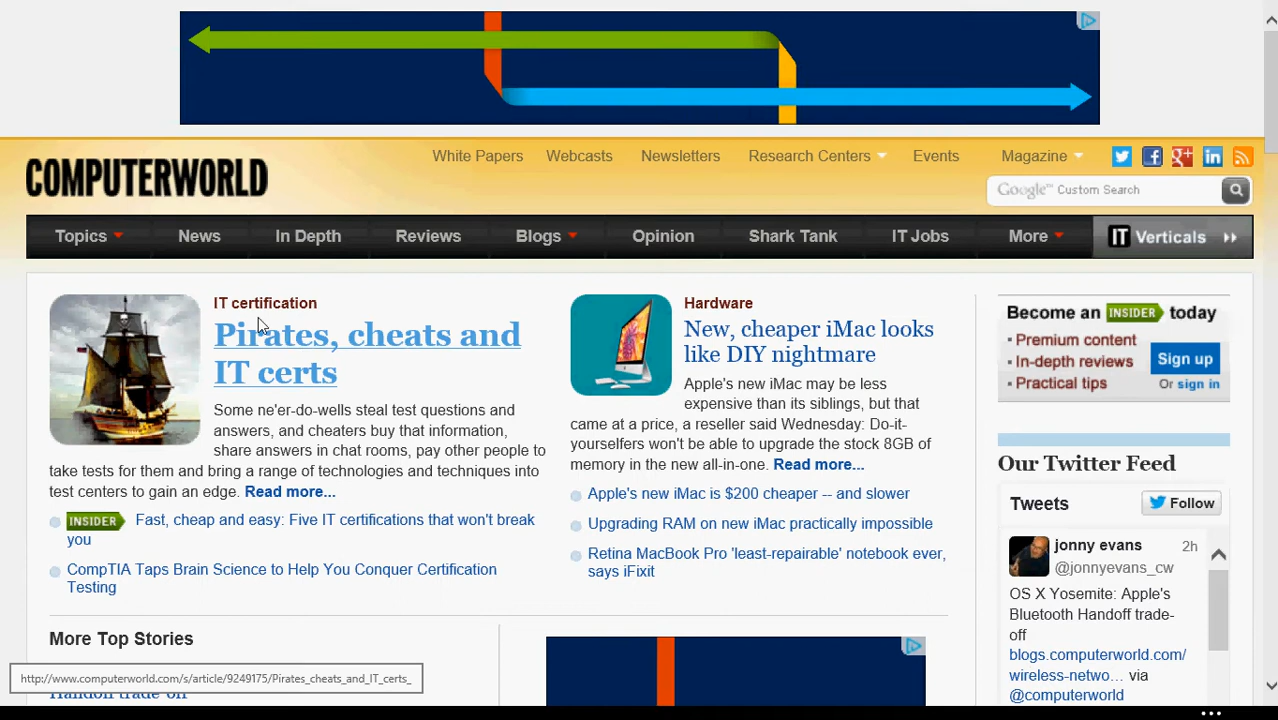 COMPUTERWORLD
White Papers
Webcasts
Newsletters
Research Centers
Events
Magazine
Google™ Custom Search
Topics
News
In Depth
Reviews
Blogs
Opinion
Shark Tank
IT Jobs
More
IT Verticals
IT certification
Pirates, cheats and
IT certs
Some ne'er-do-wells steal test questions and
answers, and cheaters buy that information,
share answers in chat rooms, pay other people to
take tests for them and bring a range of technologies and techniques into
test centers to gain an edge. Read more...
INSIDER Fast, cheap and easy: Five IT certifications that won't break
you
CompTIA Taps Brain Science to Help You Conquer Certification
Testing
Hardware
New, cheaper iMac looks
like DIY nightmare
Apple's new iMac may be less
expensive than its siblings, but that
came at a price, a reseller said Wednesday: Do-it-
yourselfers won't be able to upgrade the stock 8GB of
memory in the new all-in-one. Read more...
Apple's new iMac is $200 cheaper -- and slower
Upgrading RAM on new iMac practically impossible
Retina MacBook Pro 'least-repairable' notebook ever,
says iFixit
Become an INSIDER today
Premium content
In-depth reviews
Practical tips
Sign up
Or sign in
Our Twitter Feed
Tweets
Follow
jonny evans 2h
@jonnyevans_cw
OS X Yosemite: Apple's
Bluetooth Handoff trade-
off
blogs.computerworld.com/
wireless-netwo... via
@computerworld
More Top Stories
http://www.computerworld.com/s/article/9249175/Pirates_cheats_and_IT_certs_
Handoff trade-off